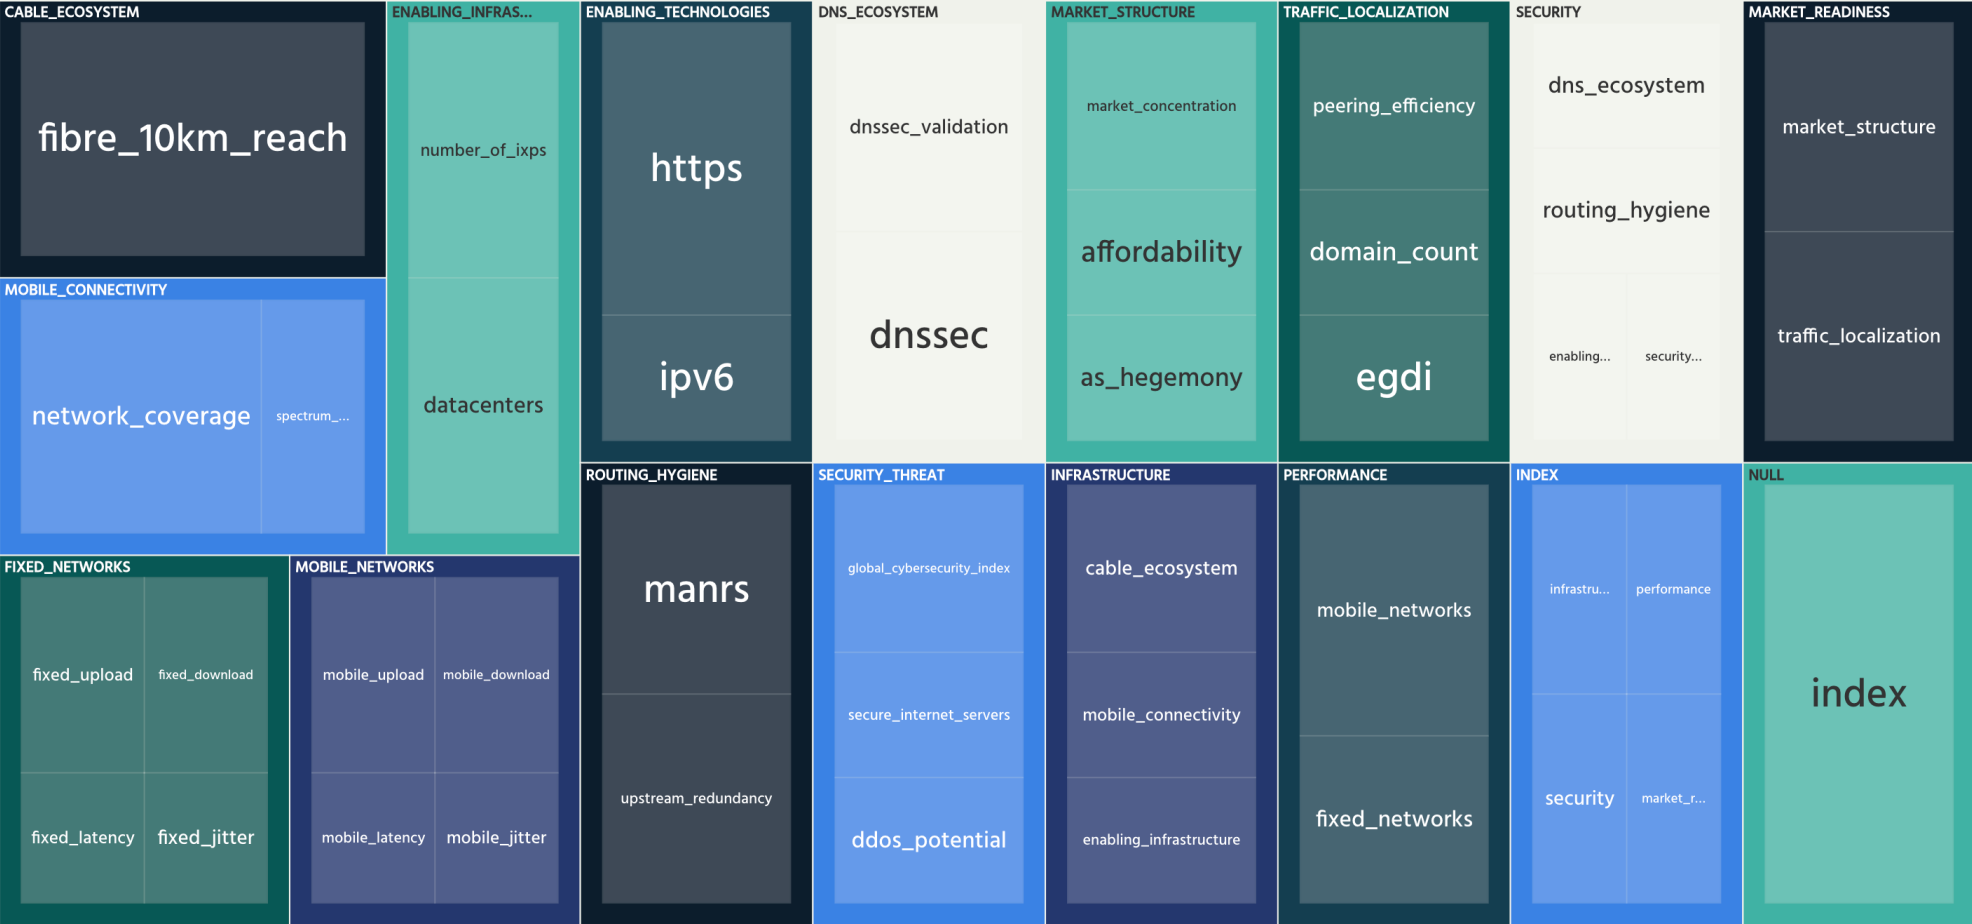 CABLE_ECOSYSTEM
fibre_10km_reach
MOBILE_CONNECTIVITY
network_coverage
spectrum_...
FIXED_NETWORKS
fixed_upload
fixed_download
fixed_latency
fixed_jitter
MOBILE_NETWORKS
mobile_upload
mobile_download
mobile_latency
mobile_jitter
ENABLING_INFRAS...
number_of_ixps
datacenters
ENABLING_TECHNOLOGIES
https
ipv6
DNS_ECOSYSTEM
dnssec_validation
dnssec
MARKET_STRUCTURE
market_concentration
affordability
as_hegemony
TRAFFIC_LOCALIZATION
peering_efficiency
domain_count
egdi
SECURITY
dns_ecosystem
routing_hygiene
enabling...
security...
MARKET_READINESS
market_structure
traffic_localization
ROUTING_HYGIENE
manrs
upstream_redundancy
SECURITY_THREAT
global_cybersecurity_index
secure_internet_servers
ddos_potential
INFRASTRUCTURE
cable_ecosystem
mobile_connectivity
enabling_infrastructure
PERFORMANCE
mobile_networks
fixed_networks
INDEX
infrastru...
performance
security
market_r...
NULL
index